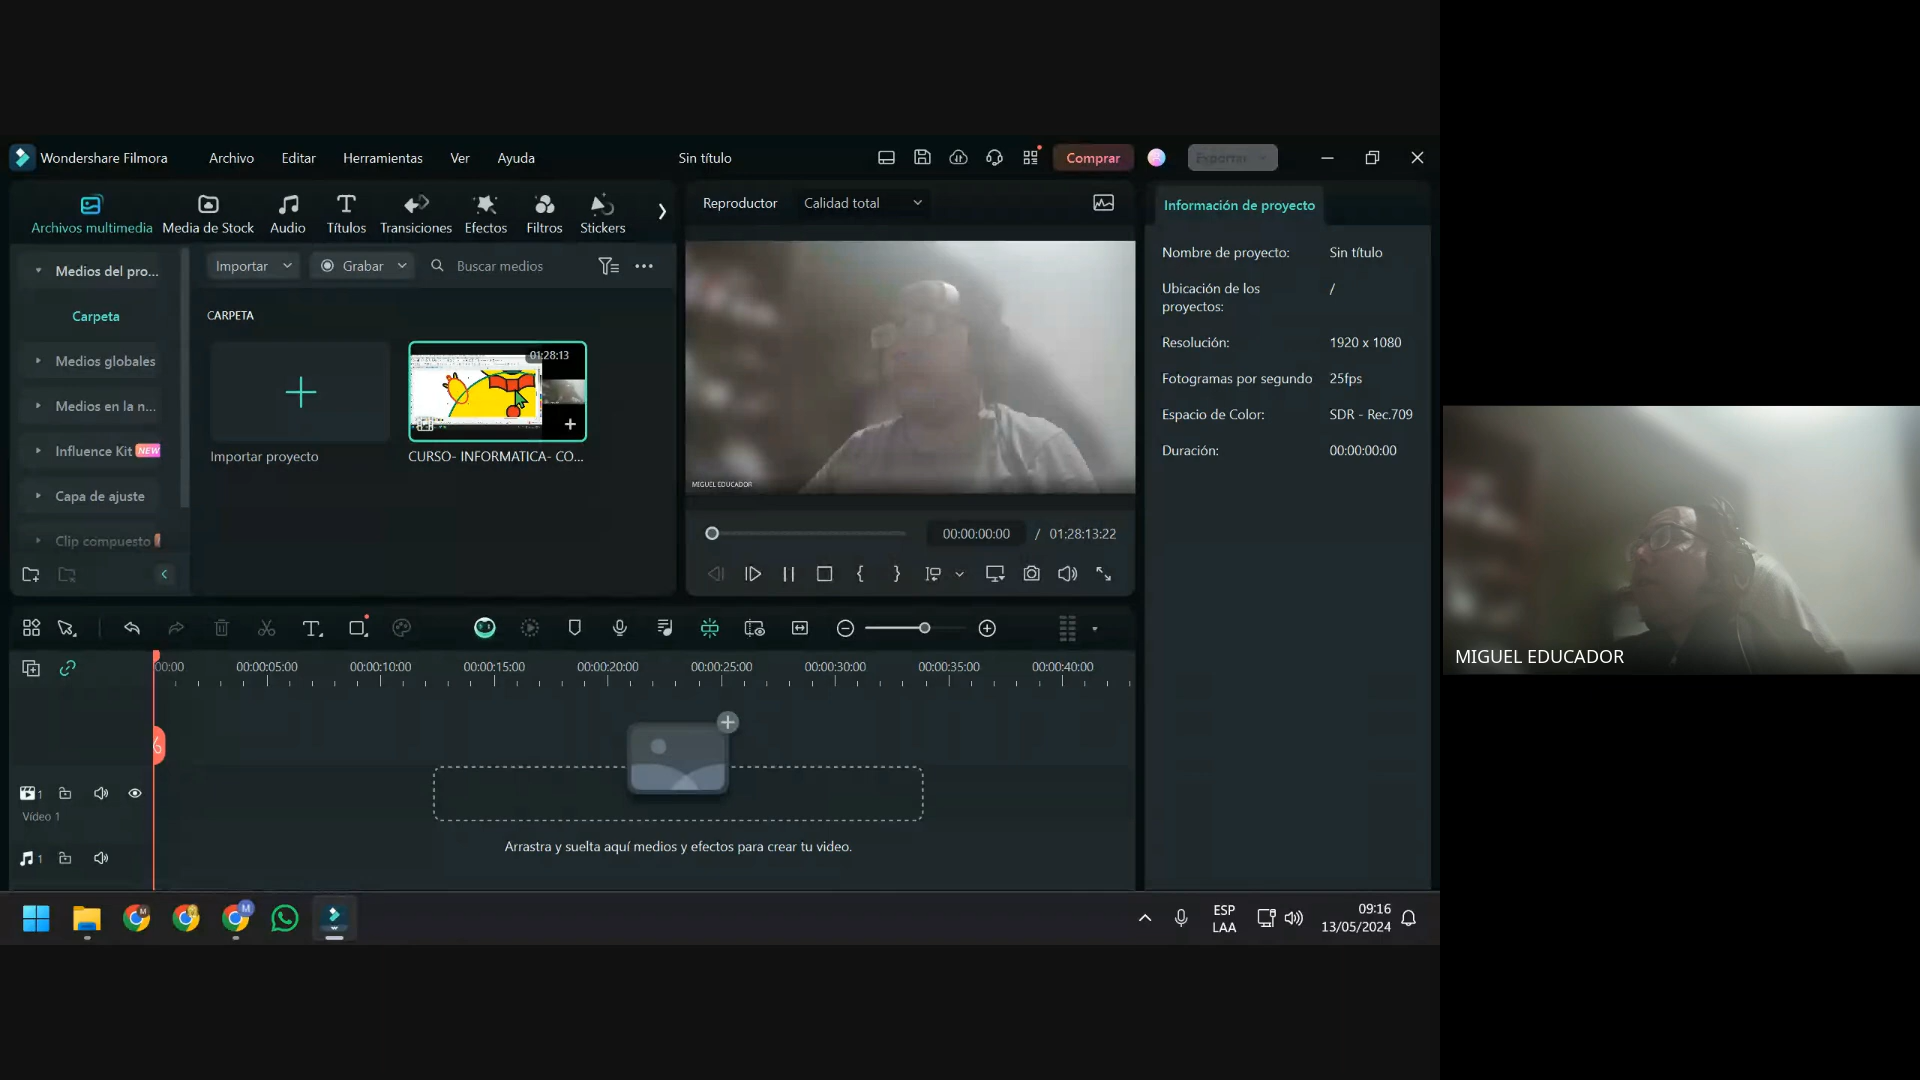 Wondershare Filmora
Archivo
Editar
Herramientas
Ver
Ayuda
Sin título
Comprar
Exportar
Archivos multimedia
Media de Stock
Audio
Títulos
Transiciones
Efectos
Filtros
Stickers
Reproductor
Calidad total
Información de proyecto
Medios del pro...
Carpeta
Medios globales
Medios en la n...
Influence Kit NEW
Capa de ajuste
Clip compuesto
Importar
Grabar
Buscar medios
CARPETA
Importar proyecto
01:28:13
CURSO- INFORMATICA- CO...
MIGUEL EDUCADOR
00:00:00:00 / 01:28:13:22
Nombre de proyecto: Sin título
Ubicación de los /
proyectos:
Resolución: 1920 x 1080
Fotogramas por segundo 25fps
Espacio de Color: SDR - Rec.709
Duración: 00:00:00:00
00:00 00:00:05:00 00:00:10:00 00:00:15:00 00:00:20:00 00:00:25:00 00:00:30:00 00:00:35:00 00:00:40:00
1
Vídeo 1
1
Arrastra y suelta aquí medios y efectos para crear tu video.
M
M
ESP
LAA
09:16
13/05/2024
MIGUEL EDUCADOR